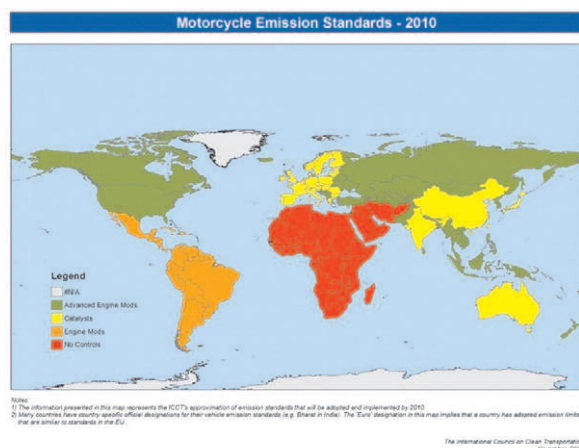 Motorcycle Emission Standards - 2010
Legend
#N/A
Advanced Engine Mods
Catalysts
Engine Mods
No Controls
Notes:
1) The information presented in this map represents the ICCT's approximation of emission standards that will be adopted and implemented by 2010.
2) Many countries have country-specific official designations for their vehicle emission standards (e.g. Bharat in India). The 'Euro' designation in this map implies that a country has adopted emission limits
that are similar to standards in the EU.
The International Council on Clean Transportation